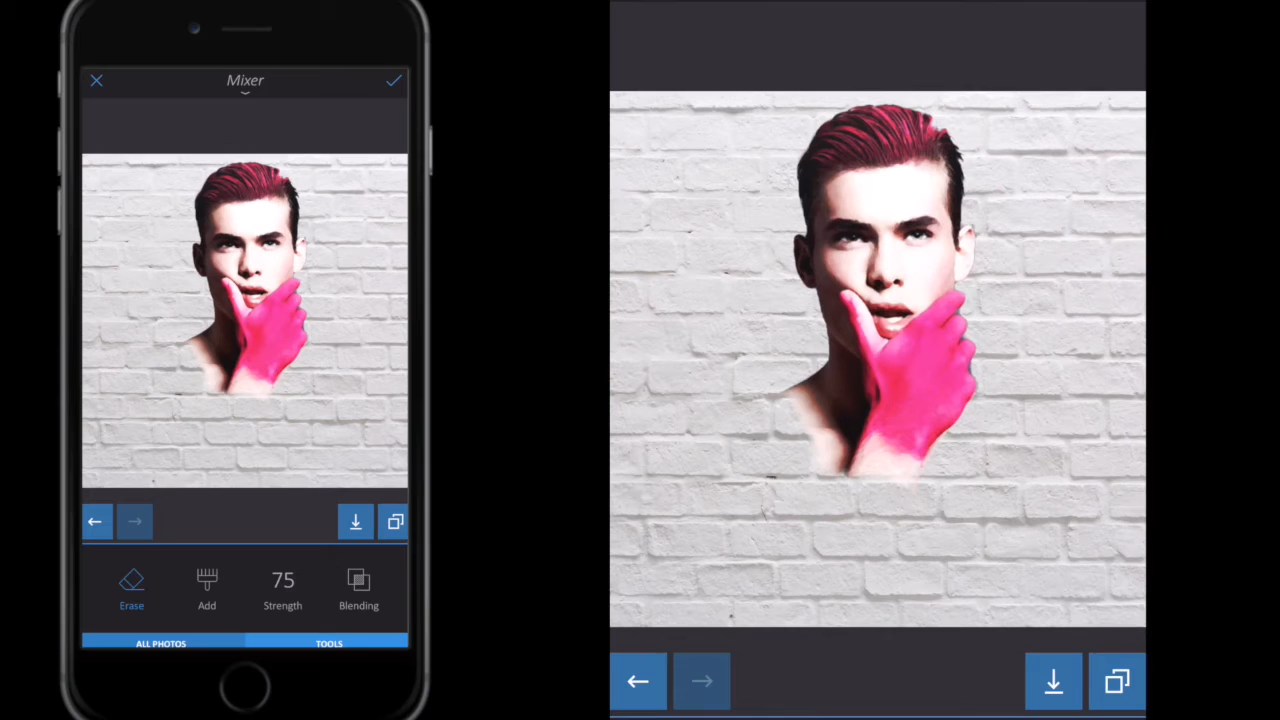 Mixer
75
Erase
Add
Strength
Blending
ALL PHOTOS
TOOLS